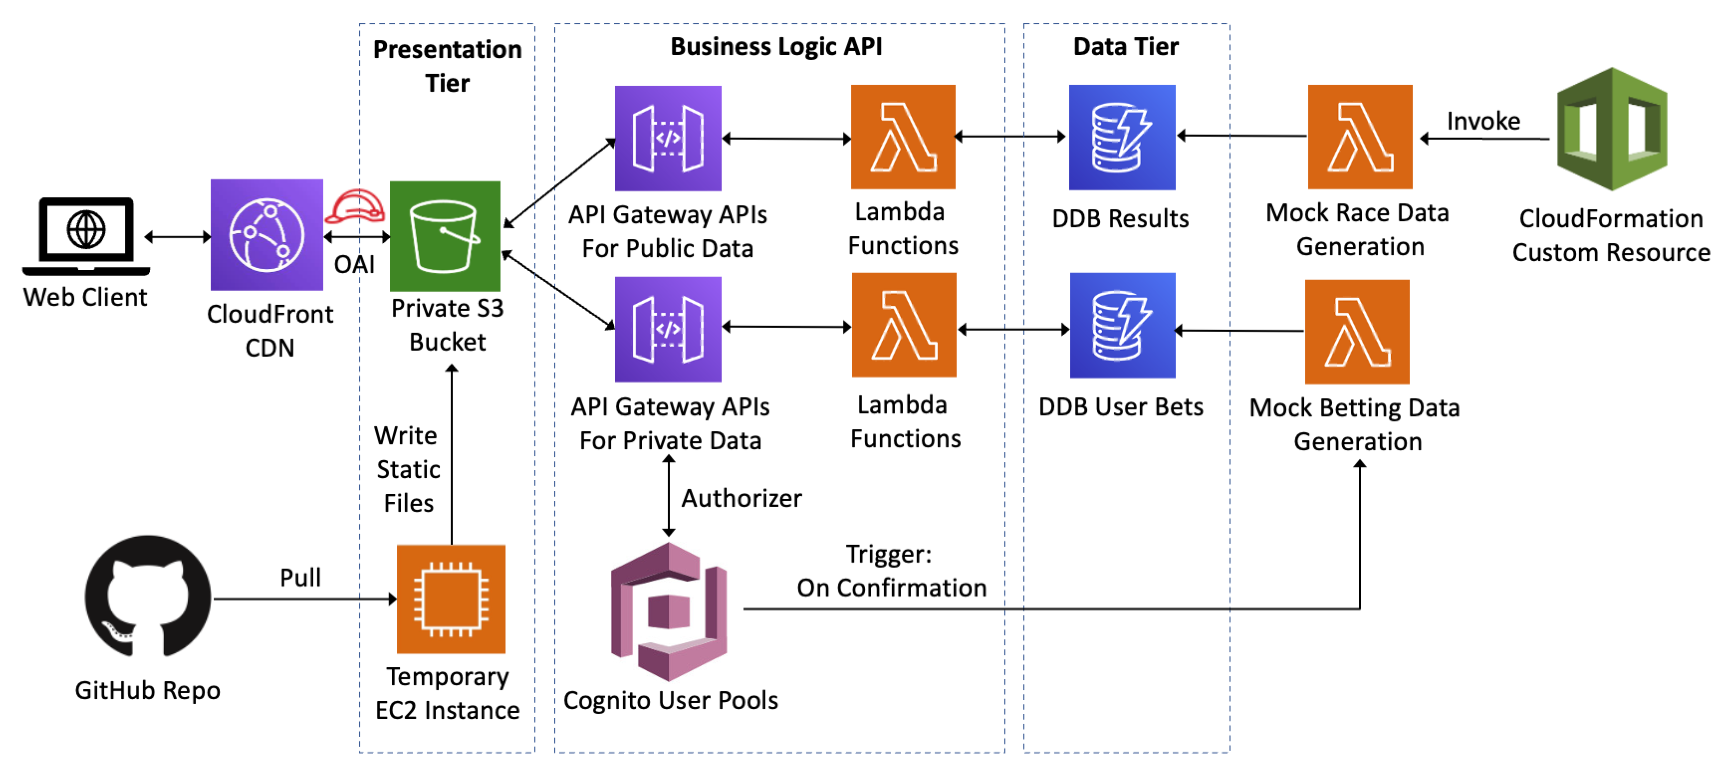 Presentation
Tier
Business Logic API
Data Tier
Invoke
API Gateway APIs
For Public Data
Lambda
Functions
DDB Results
Mock Race Data
Generation
CloudFormation
Custom Resource
Web Client
OAI
CloudFront
CDN
Private S3
Bucket
API Gateway APIs
For Private Data
Lambda
Functions
DDB User Bets
Mock Betting Data
Generation
Write
Static
Files
Authorizer
Trigger:
On Confirmation
Pull
GitHub Repo
Temporary
EC2 Instance
Cognito User Pools